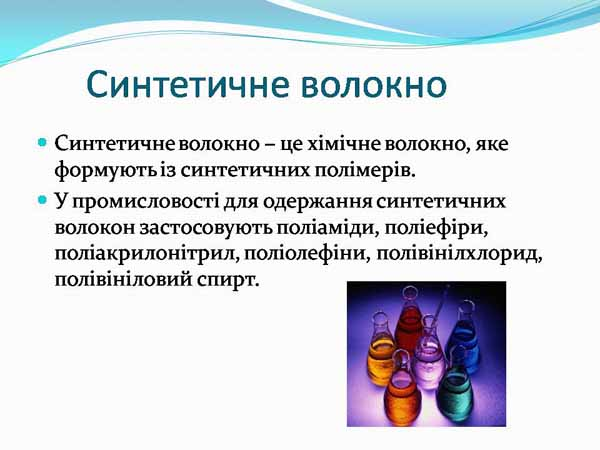 Синтетичне волокно
Синтетичне волокно – це хімічне волокно, яке
формують із синтетичних полімерів.
У промисловості для одержання синтетичних
волокон застосовують поліаміди, поліефіри,
поліакрилонітрил, поліолефіни, полівінілхлорид,
полівініловий спирт.